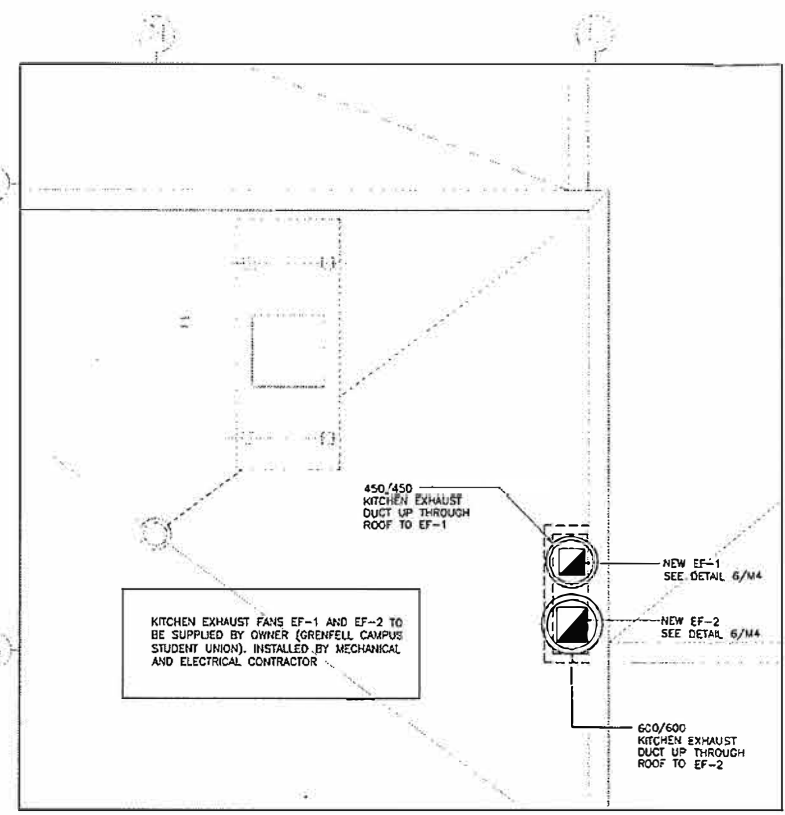 450/450
KITCHEN EXHAUST
DUCT UP THROUGH
ROOF TO EF-1
NEW EF-1
SEE DETAIL 6/M4
NEW EF-2
SEE DETAIL 6/M4
KITCHEN EXHAUST FANS EF-1 AND EF-2 TO
BE SUPPLIED BY OWNER (GRENFELL CAMPUS
STUDENT UNION). INSTALLED BY MECHANICAL
AND ELECTRICAL CONTRACTOR
600/600
KITCHEN EXHAUST
DUCT UP THROUGH
ROOF TO EF-2